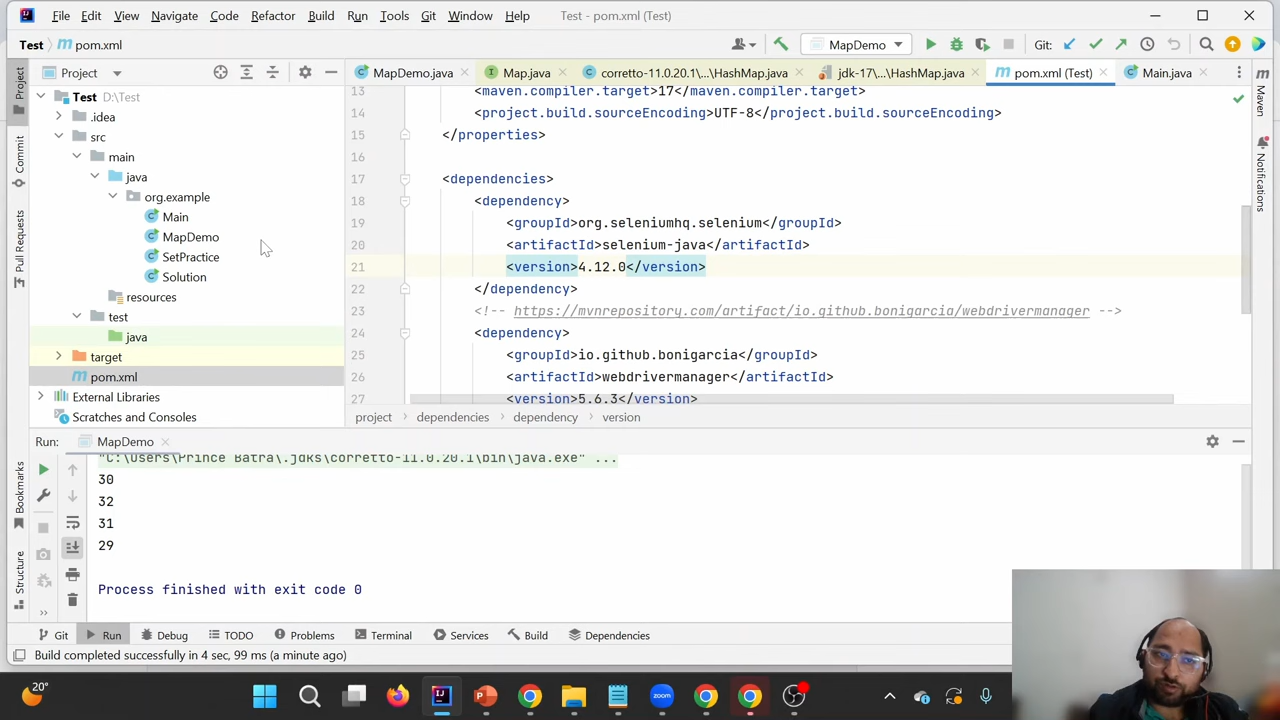 File Edit View Navigate Code Refactor Build Run Tools Git Window Help Test - pom.xml (Test)
Test pom.xml MapDemo Git:
Project MapDemo.java Map.java corretto-11.0.20.1\...\HashMap.java jdk-17\...\HashMap.java pom.xml (Test) Main.java
Project
Commit
Pull Requests
Bookmarks
Structure
Test D:\Test
.idea
src
main
java
org.example
Main
MapDemo
SetPractice
Solution
resources
test
java
target
pom.xml
External Libraries
Scratches and Consoles
13 <maven.compiler.target>17</maven.compiler.target>
14 <project.build.sourceEncoding>UTF-8</project.build.sourceEncoding>
15 </properties>
16
17 <dependencies>
18 <dependency>
19 <groupId>org.seleniumhq.selenium</groupId>
20 <artifactId>selenium-java</artifactId>
21 <version>4.12.0</version>
22 </dependency>
23 <!-- https://mvnrepository.com/artifact/io.github.bonigarcia/webdrivermanager -->
24 <dependency>
25 <groupId>io.github.bonigarcia</groupId>
26 <artifactId>webdrivermanager</artifactId>
27 <version>5.6.3</version>
project dependencies dependency version
Maven
Notifications
Run: MapDemo
"C:\Users\Prince Batra\.jdks\corretto-11.0.20.1\bin\java.exe" ...
30
32
31
29
Process finished with exit code 0
Git Run Debug TODO Problems Terminal Services Build Dependencies
Build completed successfully in 4 sec, 99 ms (a minute ago)
20°
zoom